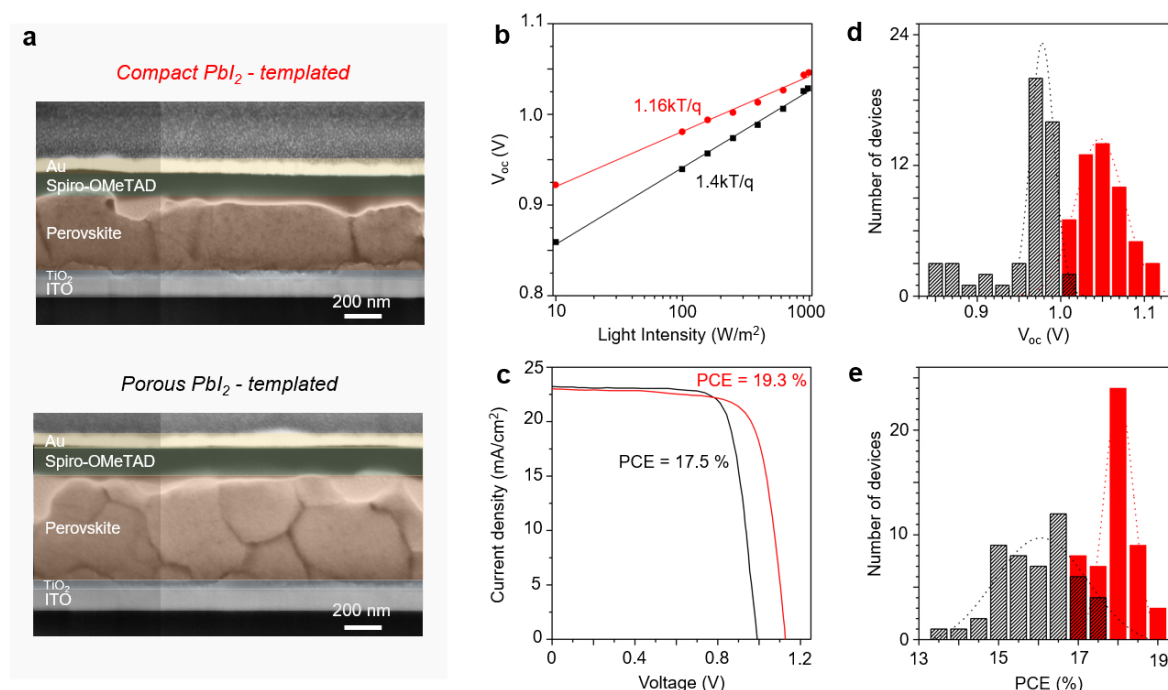 a
Compact PbI₂ - templated
Au
Spiro-OMeTAD
Perovskite
TiO₂
ITO
200 nm
Porous PbI₂ - templated
Au
Spiro-OMeTAD
Perovskite
TiO₂
ITO
200 nm
b
1.1
1.0
0.9
0.8
Voc (V)
1.16kT/q
1.4kT/q
10
100
1000
Light Intensity (W/m²)
c
25
20
15
10
5
0
Current density (mA/cm²)
PCE = 19.3 %
PCE = 17.5 %
0
0.4
0.8
1.2
Voltage (V)
d
24
12
0
Number of devices
0.9
1.0
1.1
Voc (V)
e
20
10
0
Number of devices
13
15
17
19
PCE (%)